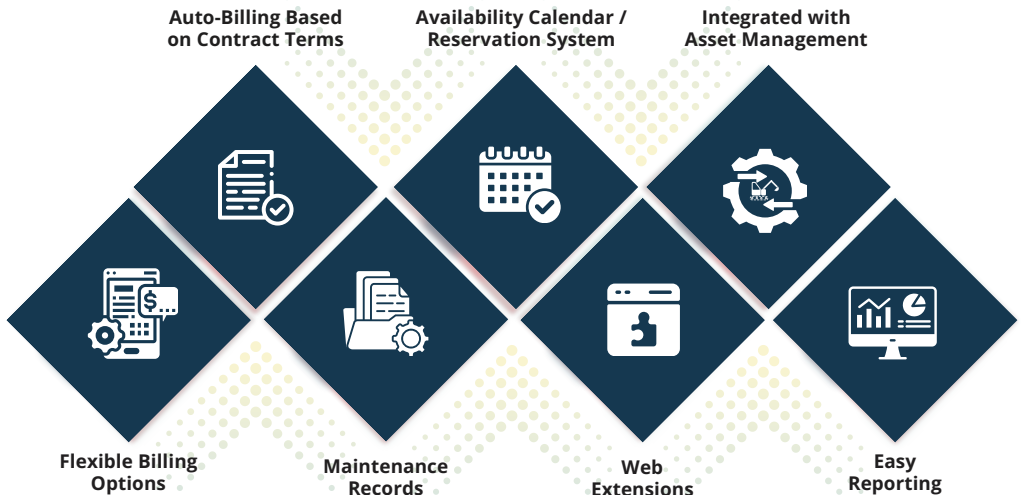 Auto-Billing Based
on Contract Terms
Availability Calendar /
Reservation System
Integrated with
Asset Management
$
Flexible Billing
Options
Maintenance
Records
Web
Extensions
Easy
Reporting